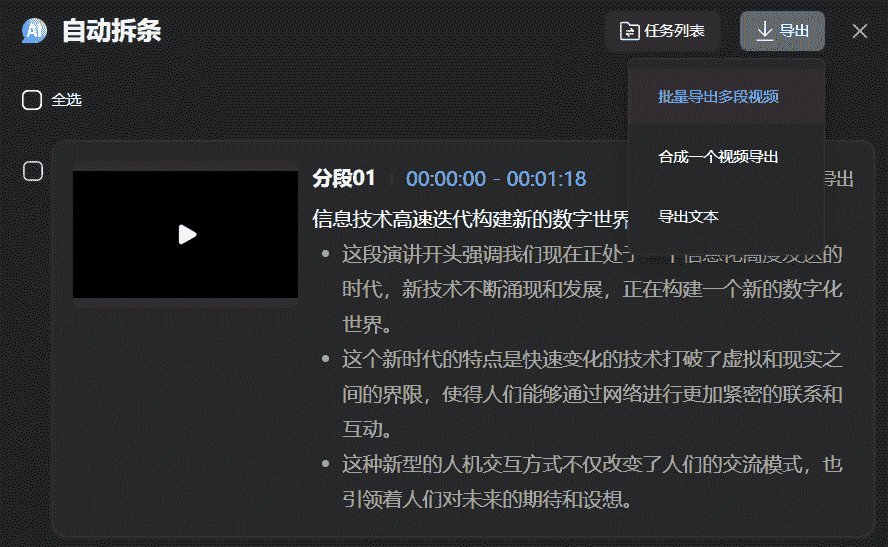 AI 自动拆条
任务列表
导出
全选
批量导出多段视频
合成一个视频导出
导出文本
分段01 00:00:00 - 00:01:18
导出
信息技术高速迭代构建新的数字世界
这段演讲开头强调我们现在正处于一个信息化高度发达的
时代，新技术不断涌现和发展，正在构建一个新的数字化
世界。
这个新时代的特点是快速变化的技术打破了虚拟和现实之
间的界限，使得人们能够通过网络进行更加紧密的联系和
互动。
这种新型的人机交互方式不仅改变了人们的交流模式，也
引领着人们对未来的期待和设想。